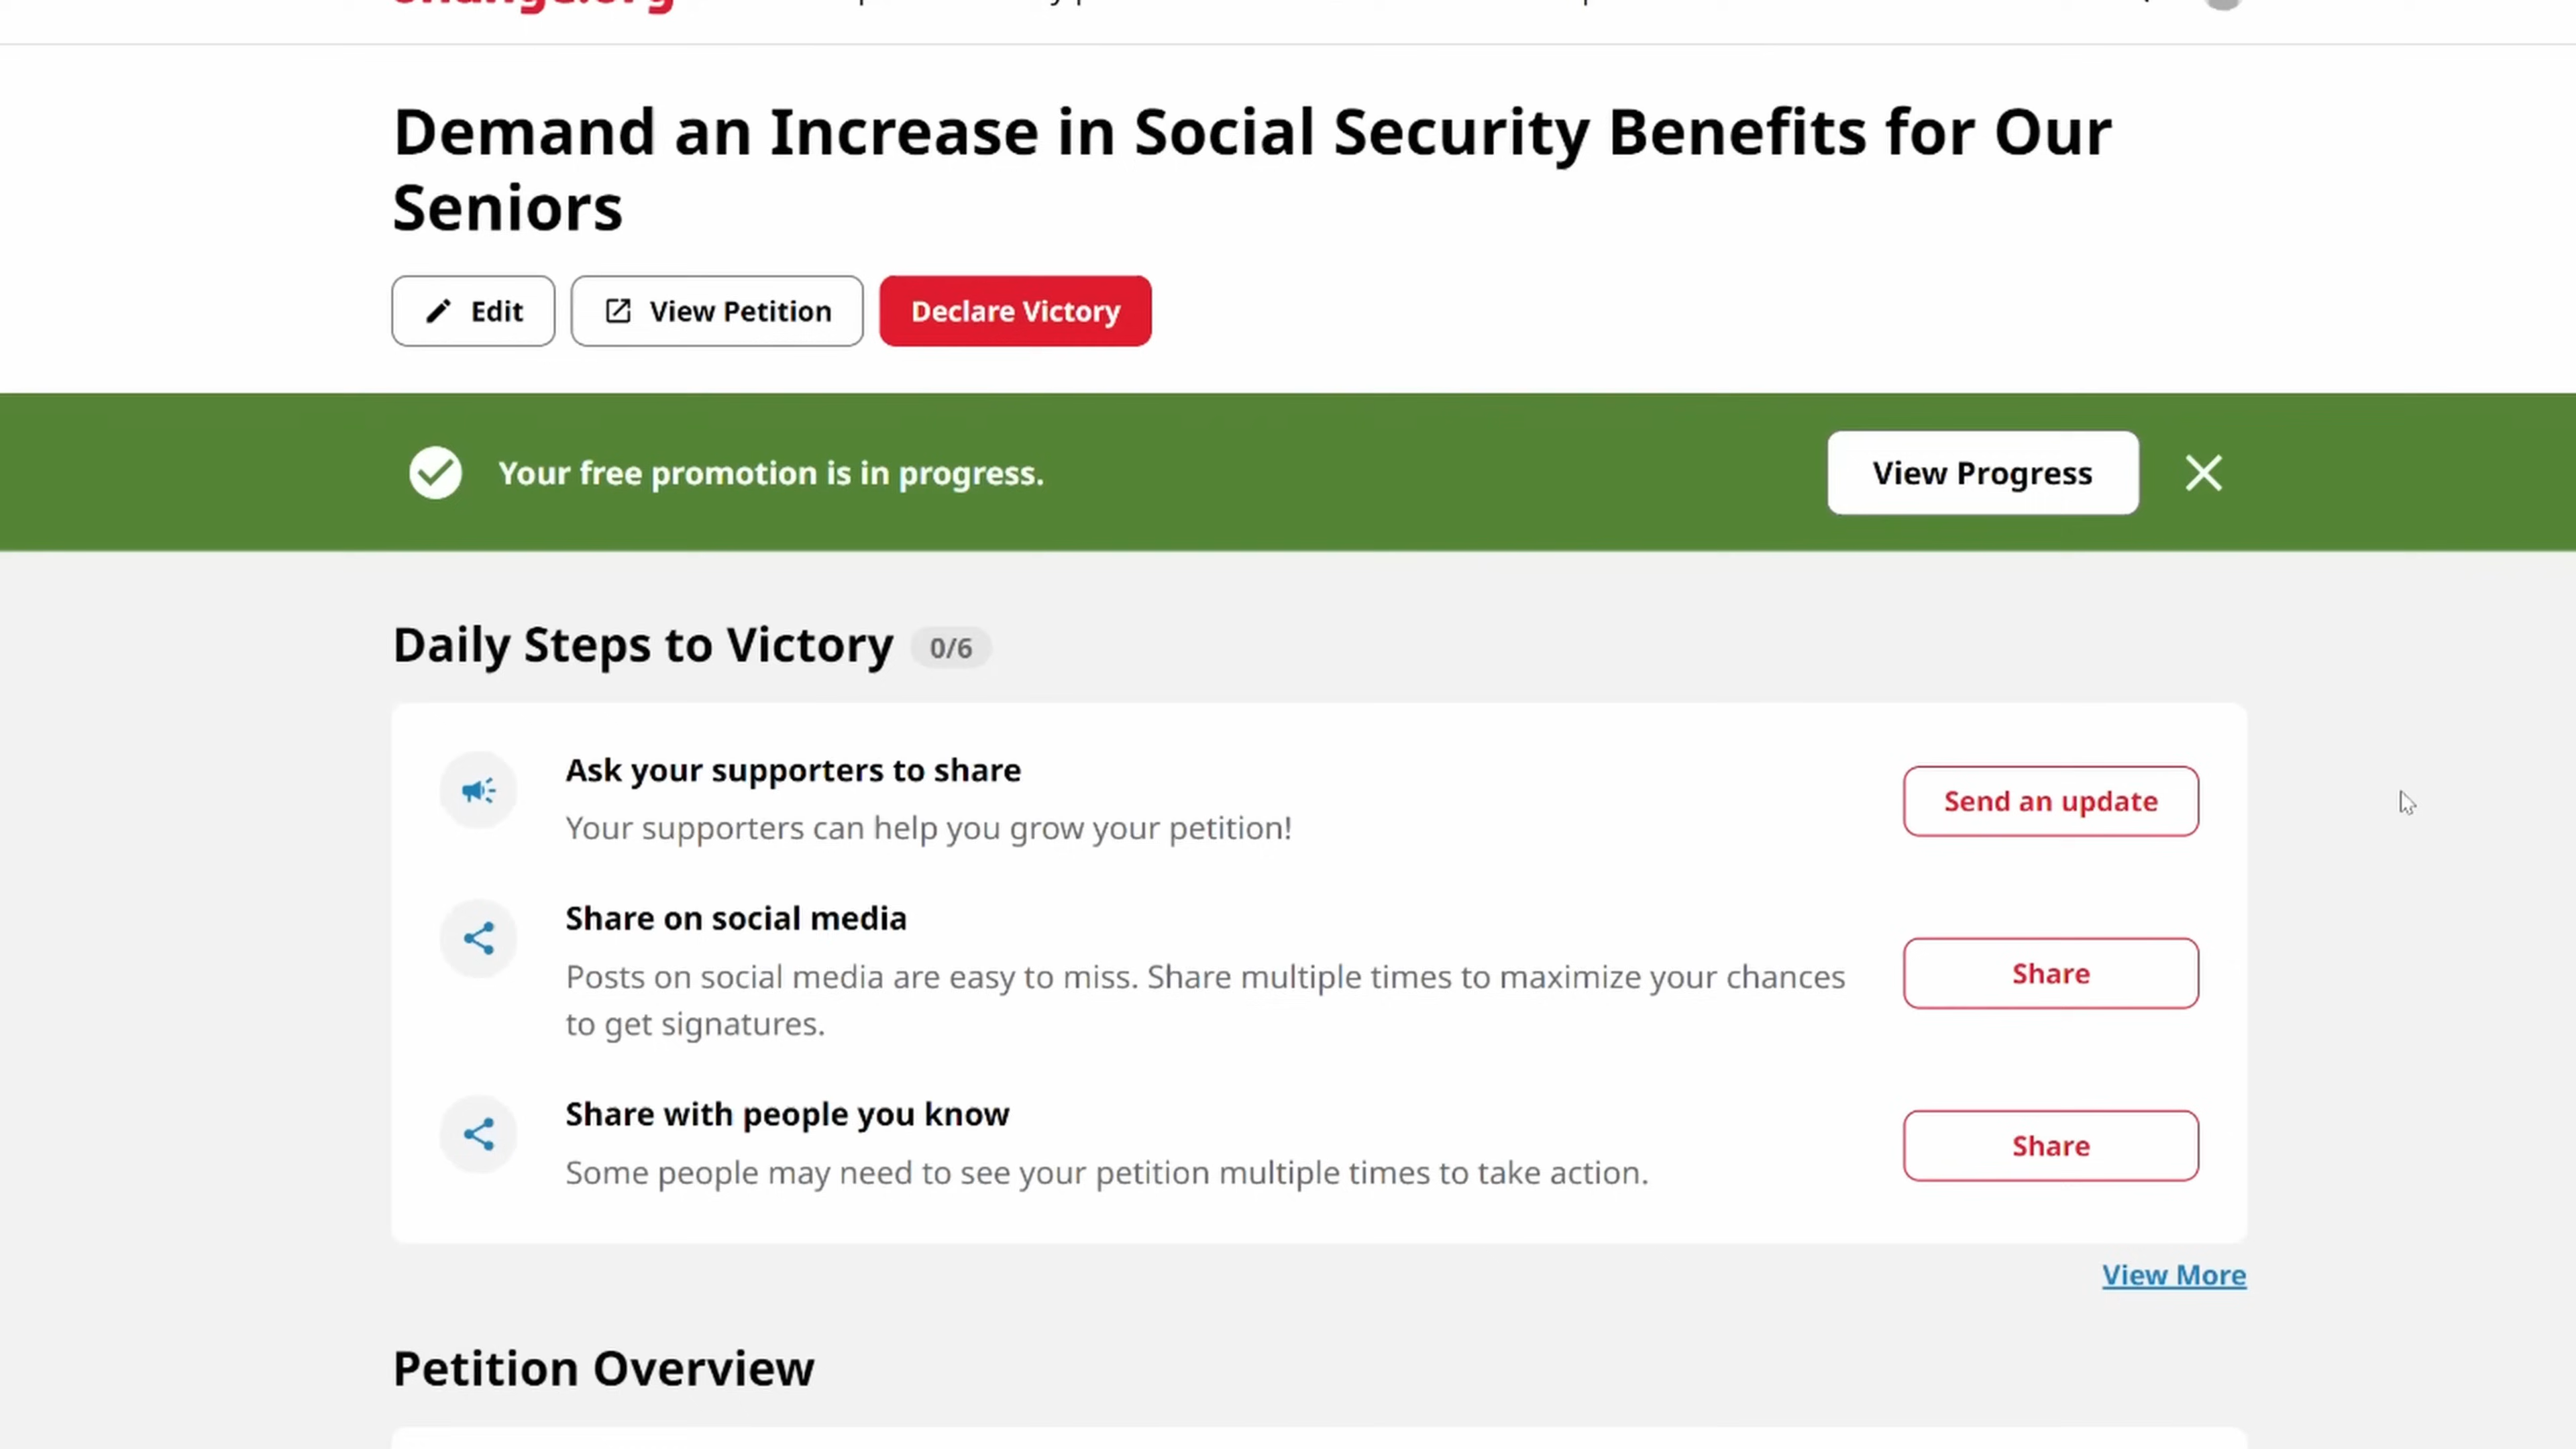 change.org
Demand an Increase in Social Security Benefits for Our
Seniors
Edit
View Petition
Declare Victory
Your free promotion is in progress.
View Progress
Daily Steps to Victory 0/6
Ask your supporters to share
Your supporters can help you grow your petition!
Send an update
Share on social media
Posts on social media are easy to miss. Share multiple times to maximize your chances
to get signatures.
Share
Share with people you know
Some people may need to see your petition multiple times to take action.
Share
View More
Petition Overview